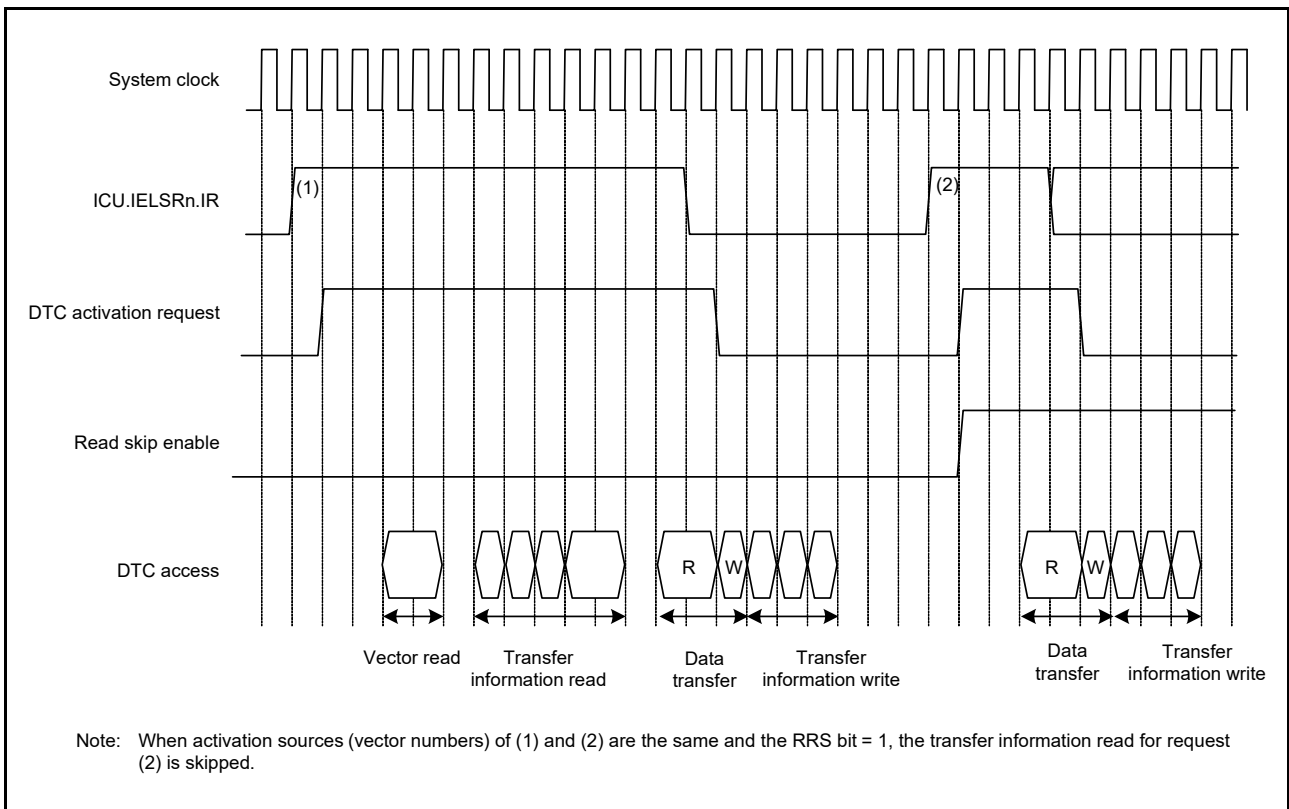 System clock
ICU.IELSRn.IR
(1)
(2)
DTC activation request
Read skip enable
DTC access
R
W
R
W
Vector read
Transfer
information read
Data
transfer
Transfer
information write
Data
transfer
Transfer
information write
Note: When activation sources (vector numbers) of (1) and (2) are the same and the RRS bit = 1, the transfer information read for request
(2) is skipped.